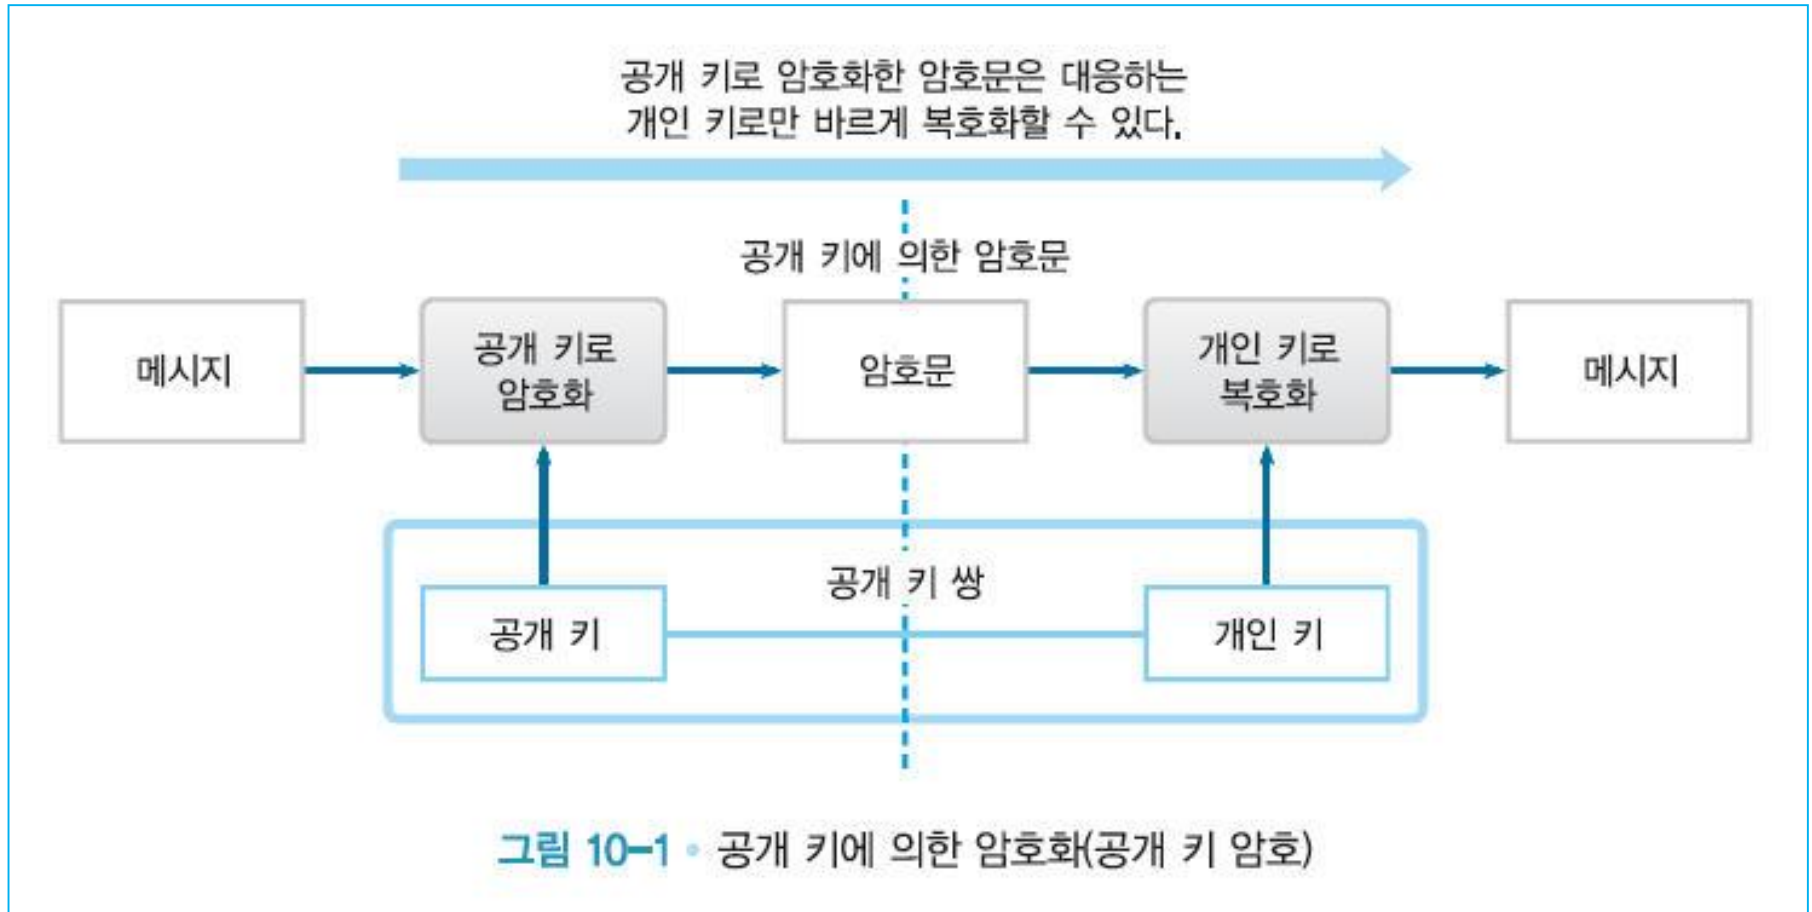 공개 키로 암호화한 암호문은 대응하는
개인 키로만 바르게 복호화할 수 있다.
공개 키에 의한 암호문
메시지
공개 키로
암호화
암호문
개인 키로
복호화
메시지
공개 키 쌍
공개 키
개인 키
그림 10-1 • 공개 키에 의한 암호화(공개 키 암호)